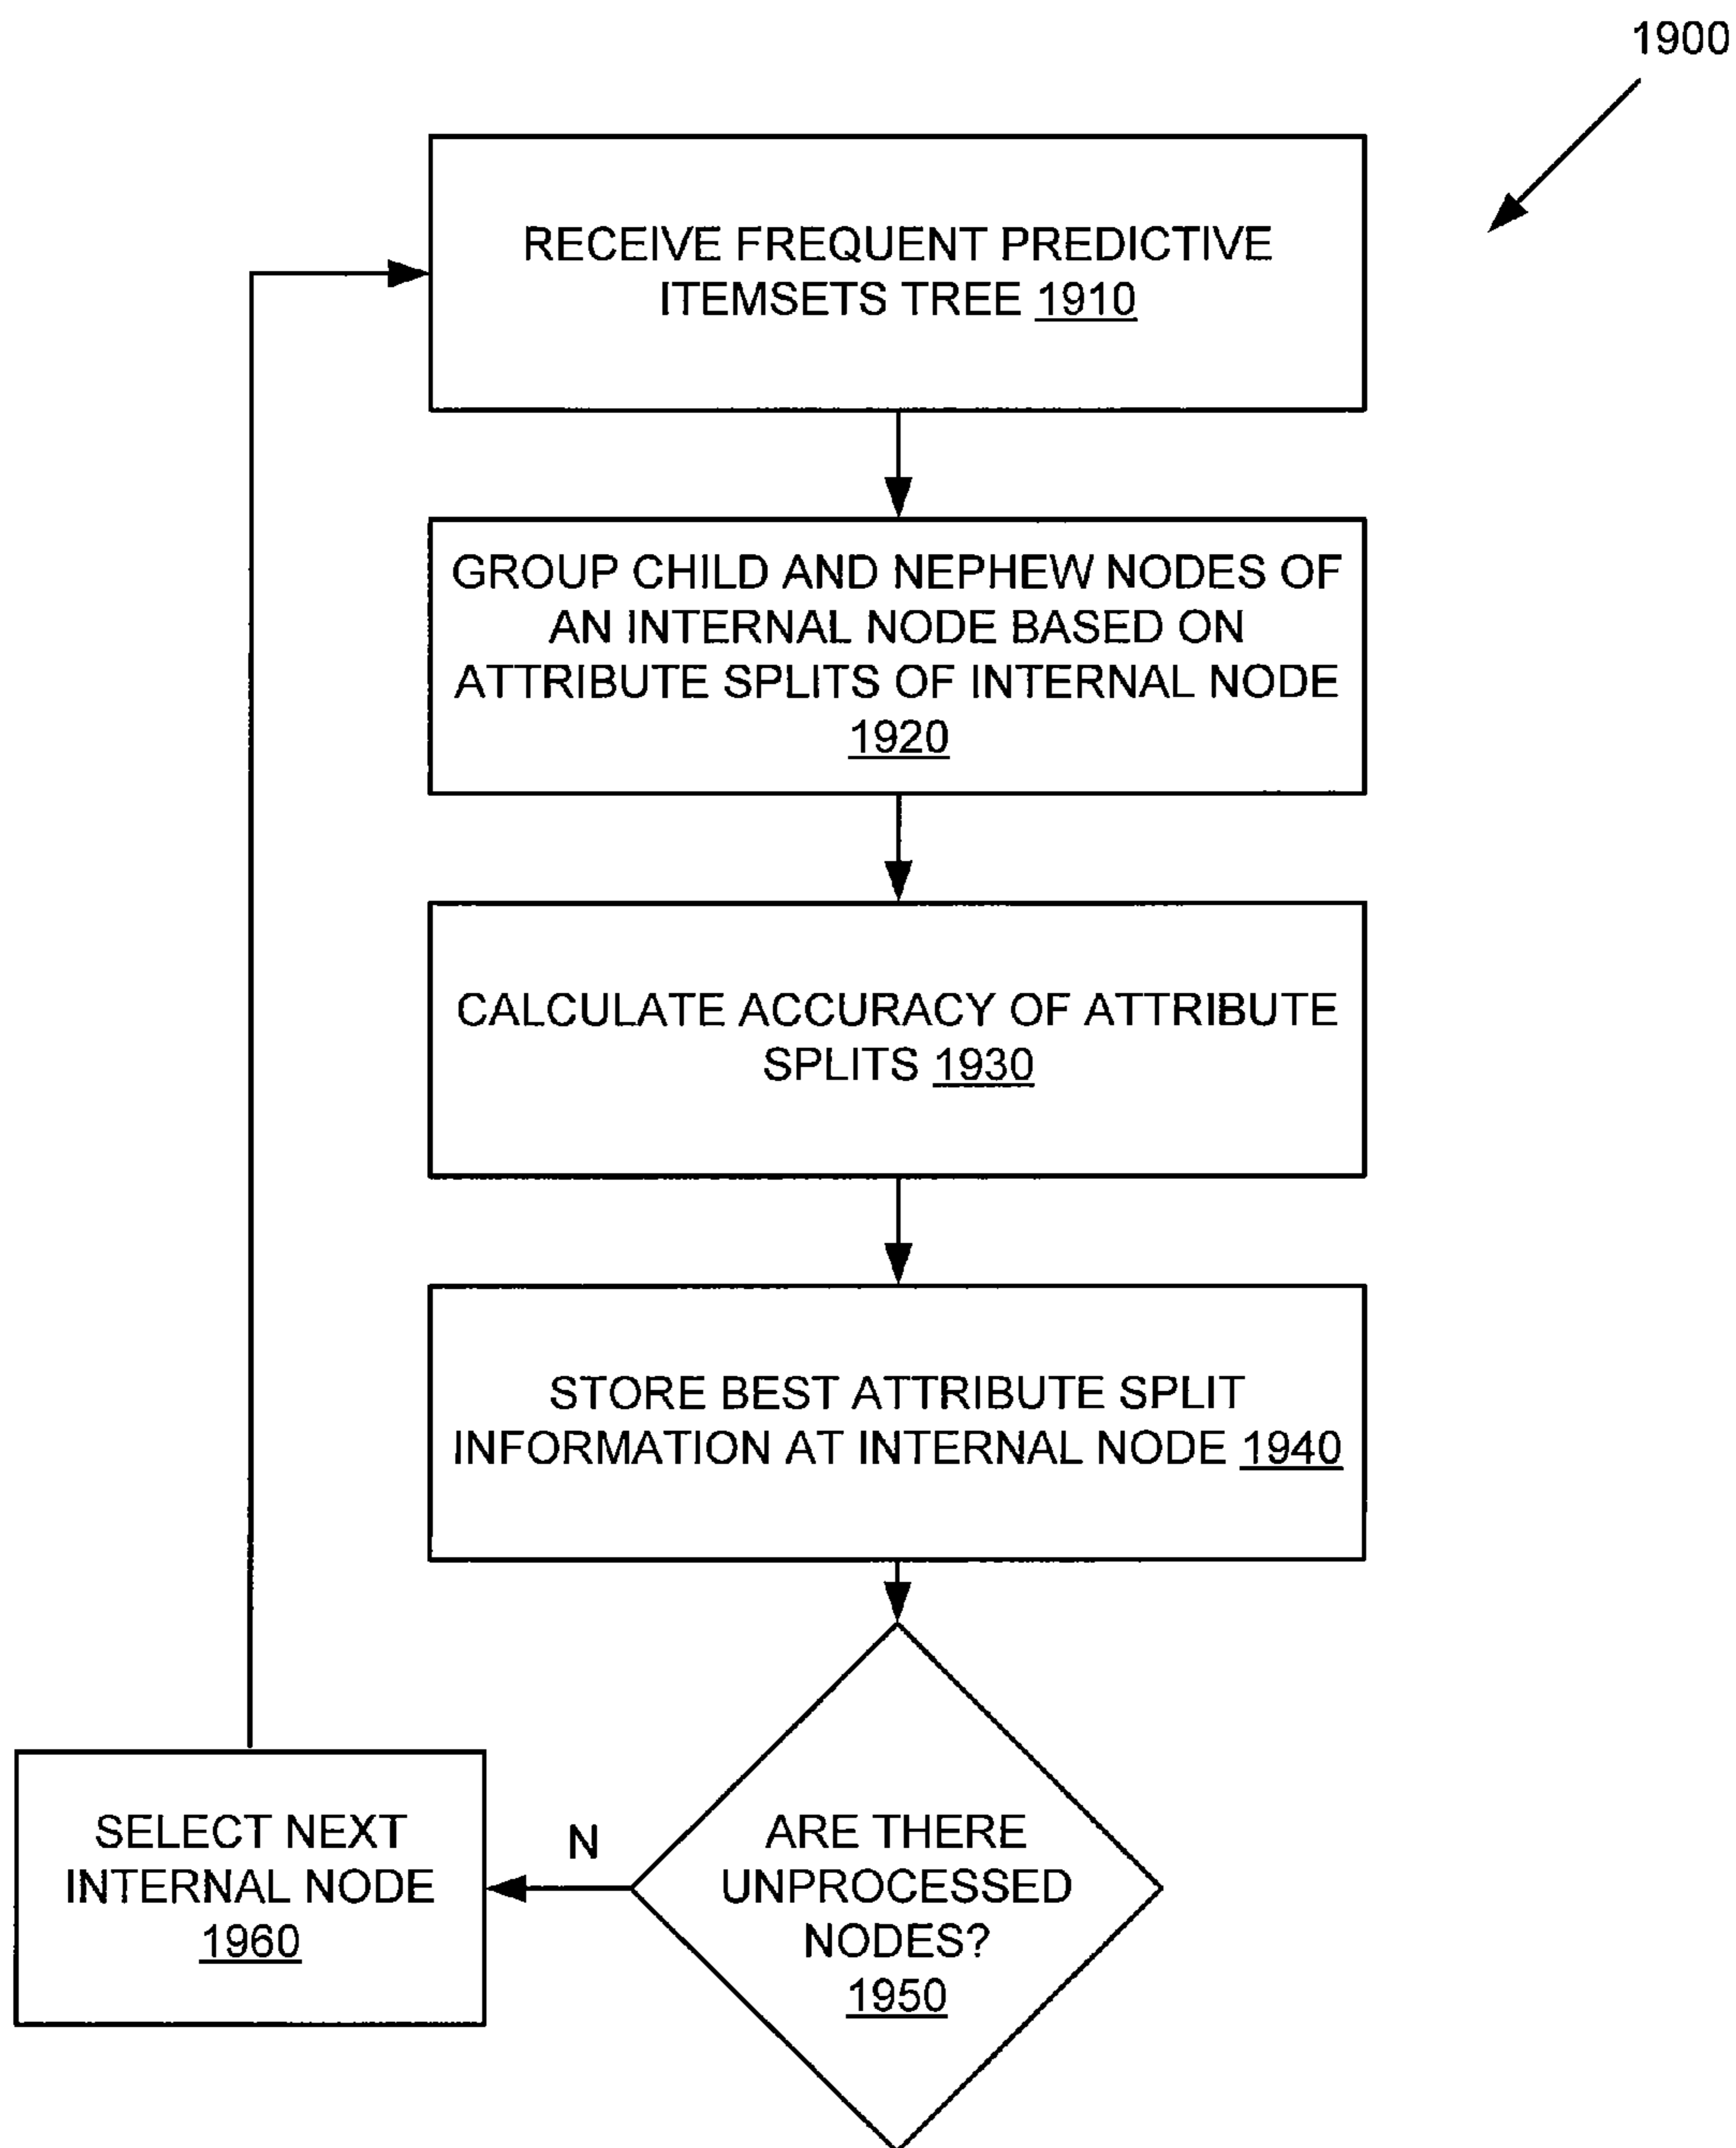 1900
RECEIVE FREQUENT PREDICTIVE
ITEMSETS TREE 1910
GROUP CHILD AND NEPHEW NODES OF
AN INTERNAL NODE BASED ON
ATTRIBUTE SPLITS OF INTERNAL NODE
1920
CALCULATE ACCURACY OF ATTRIBUTE
SPLITS 1930
STORE BEST ATTRIBUTE SPLIT
INFORMATION AT INTERNAL NODE 1940
ARE THERE
UNPROCESSED
NODES?
1950
N
SELECT NEXT
INTERNAL NODE
1960